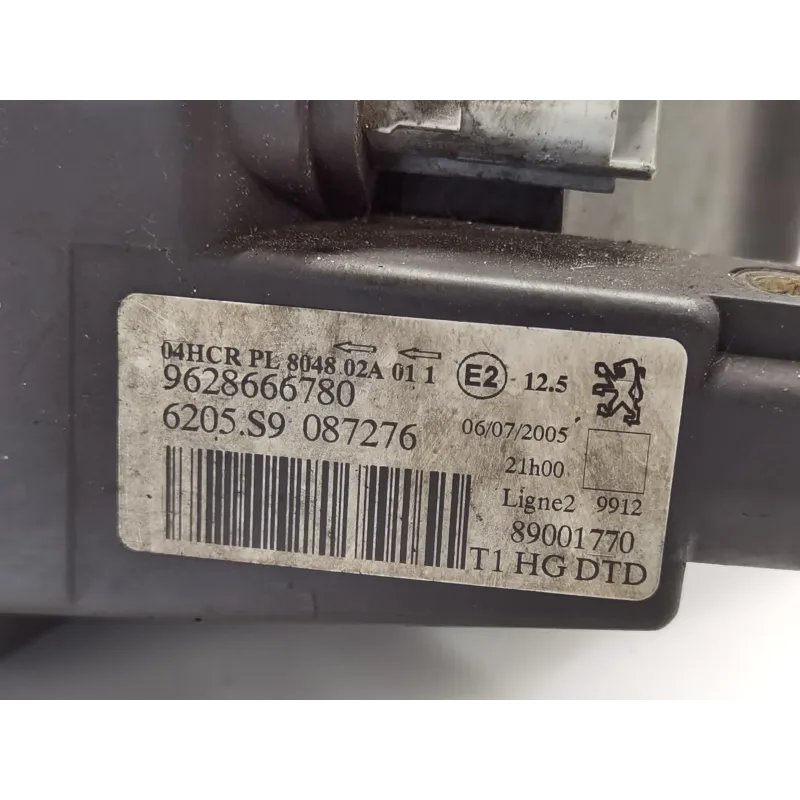 04HCR PL 8048 02A 01 1 E2 - 12.5
9628666780
6205.S9 087276
06/07/2005
21h00
Ligne2 9912
89001770
T1 HG DTD